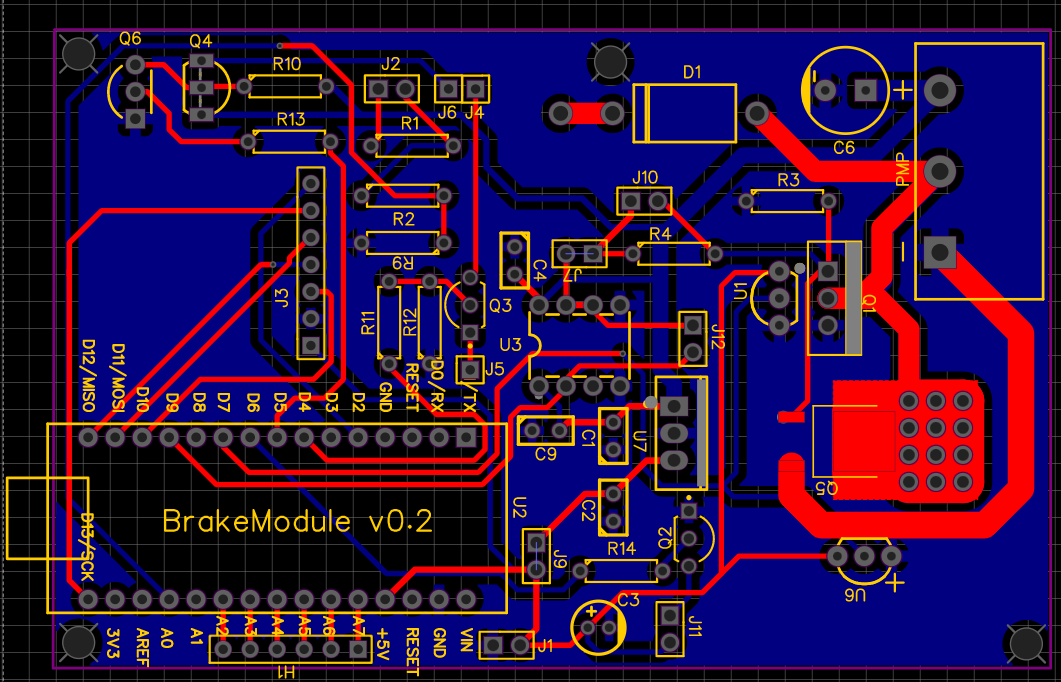 Q6
Q4
R10
J2
J6
J4
D1
C6
PMP
R13
R1
R2
R9
J10
R3
R4
J7
C4
U1
Q1
J3
R11
R12
Q3
U3
J12
J5
D12/MISO
D11/MOSI
D10
D9
D8
D7
D6
D5
D4
D3
D2
GND
RESET
D0/RX
/TX
C9
C1
U7
Q5
BrakeModule v0.2
D13/SCK
U2
C2
Q2
J9
R14
U6
C3
J11
J1
3V3
AREF
A0
A1
A2
A3
A4
A5
A6
A7
+5V
RESET
GND
VIN
H1